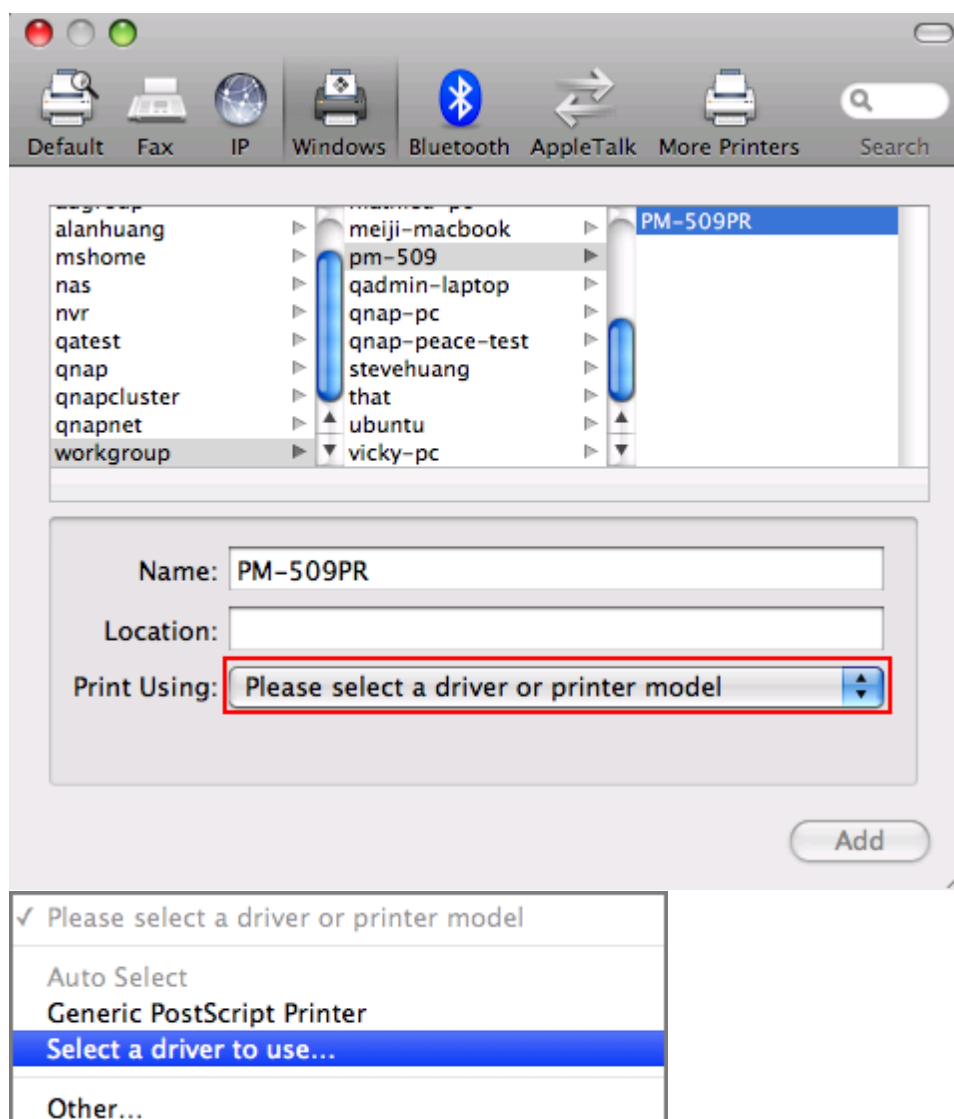 Default Fax IP Windows Bluetooth AppleTalk More Printers Search
alanhuang
mshome
nas
nvr
qatest
qnap
qnapcluster
qnapnet
workgroup
meiji-macbook
pm-509
qadmin-laptop
qnap-pc
qnap-peace-test
stevehuang
that
ubuntu
vicky-pc
PM-509PR
Name: PM-509PR
Location:
Print Using: Please select a driver or printer model
Add
✓ Please select a driver or printer model
Auto Select
Generic PostScript Printer
Select a driver to use...
Other...